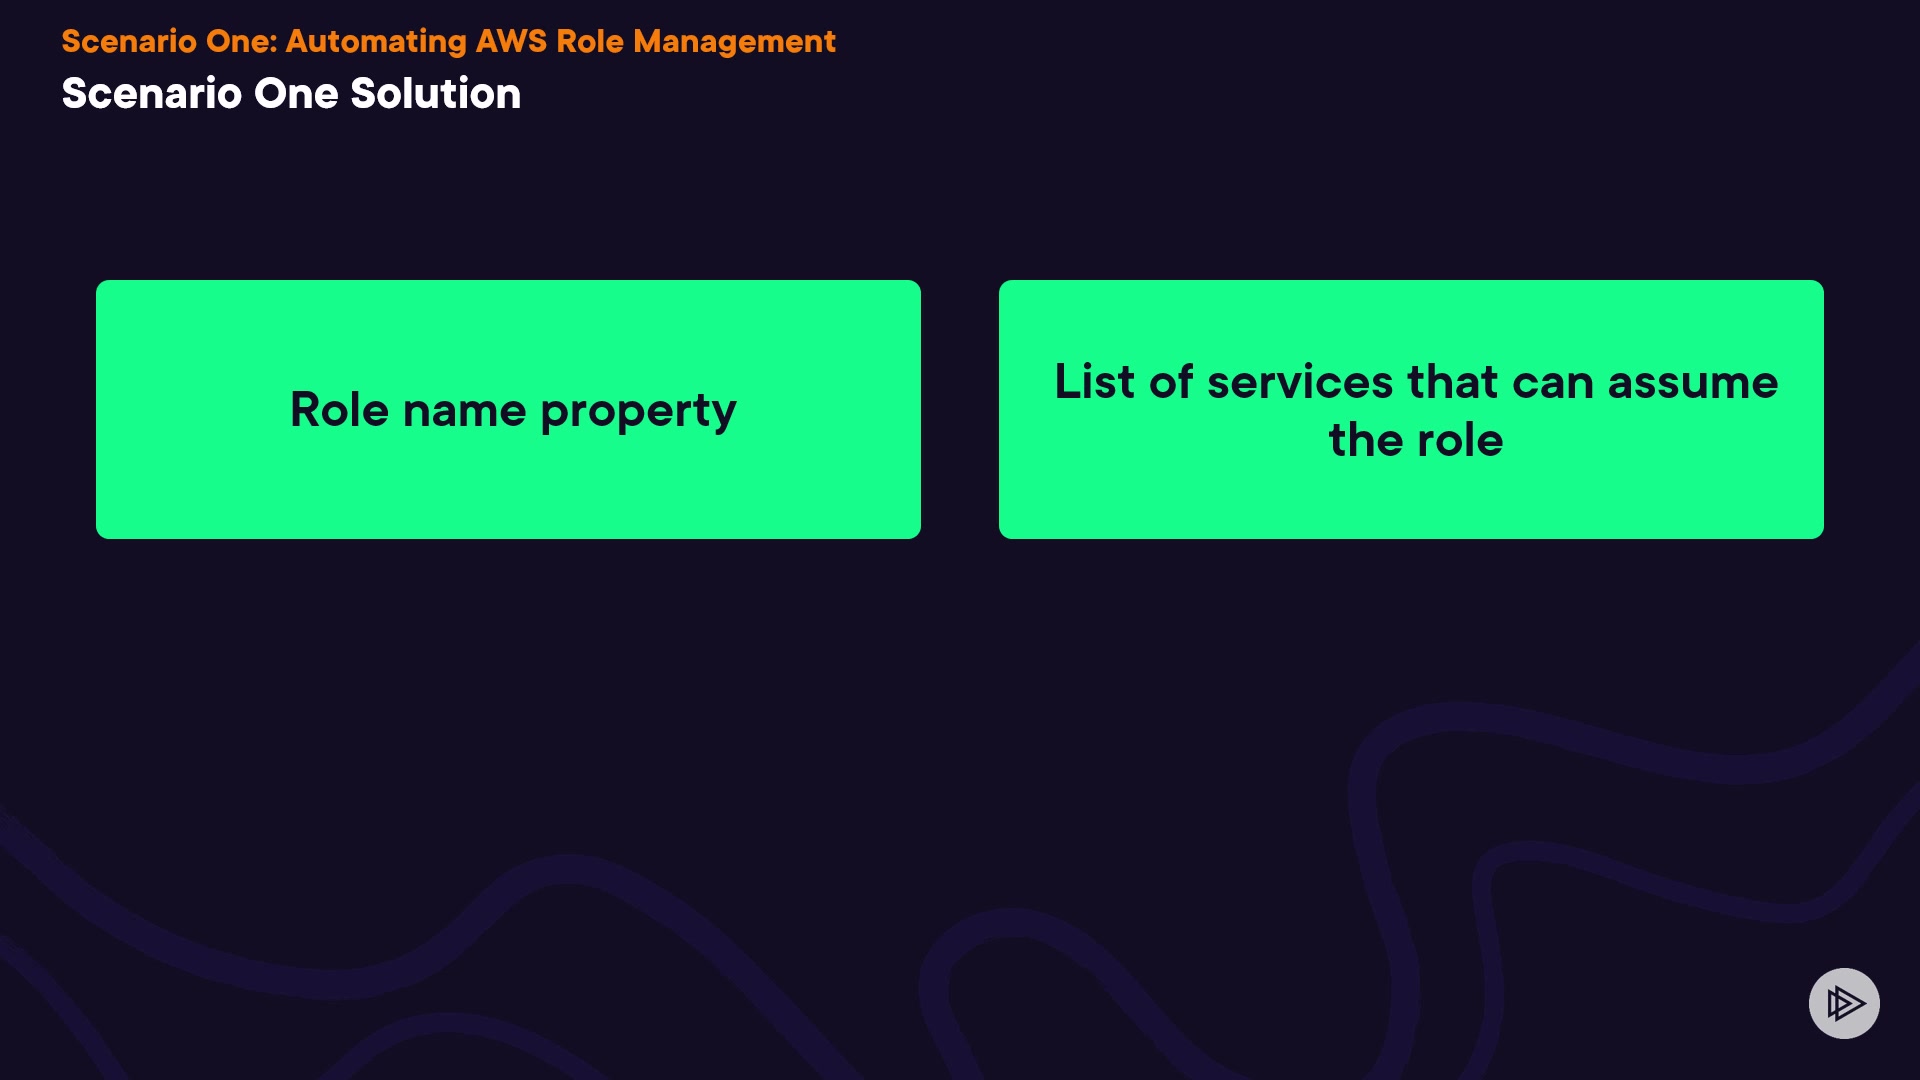 Scenario One: Automating AWS Role Management
Scenario One Solution
Role name property
List of services that can assume
the role